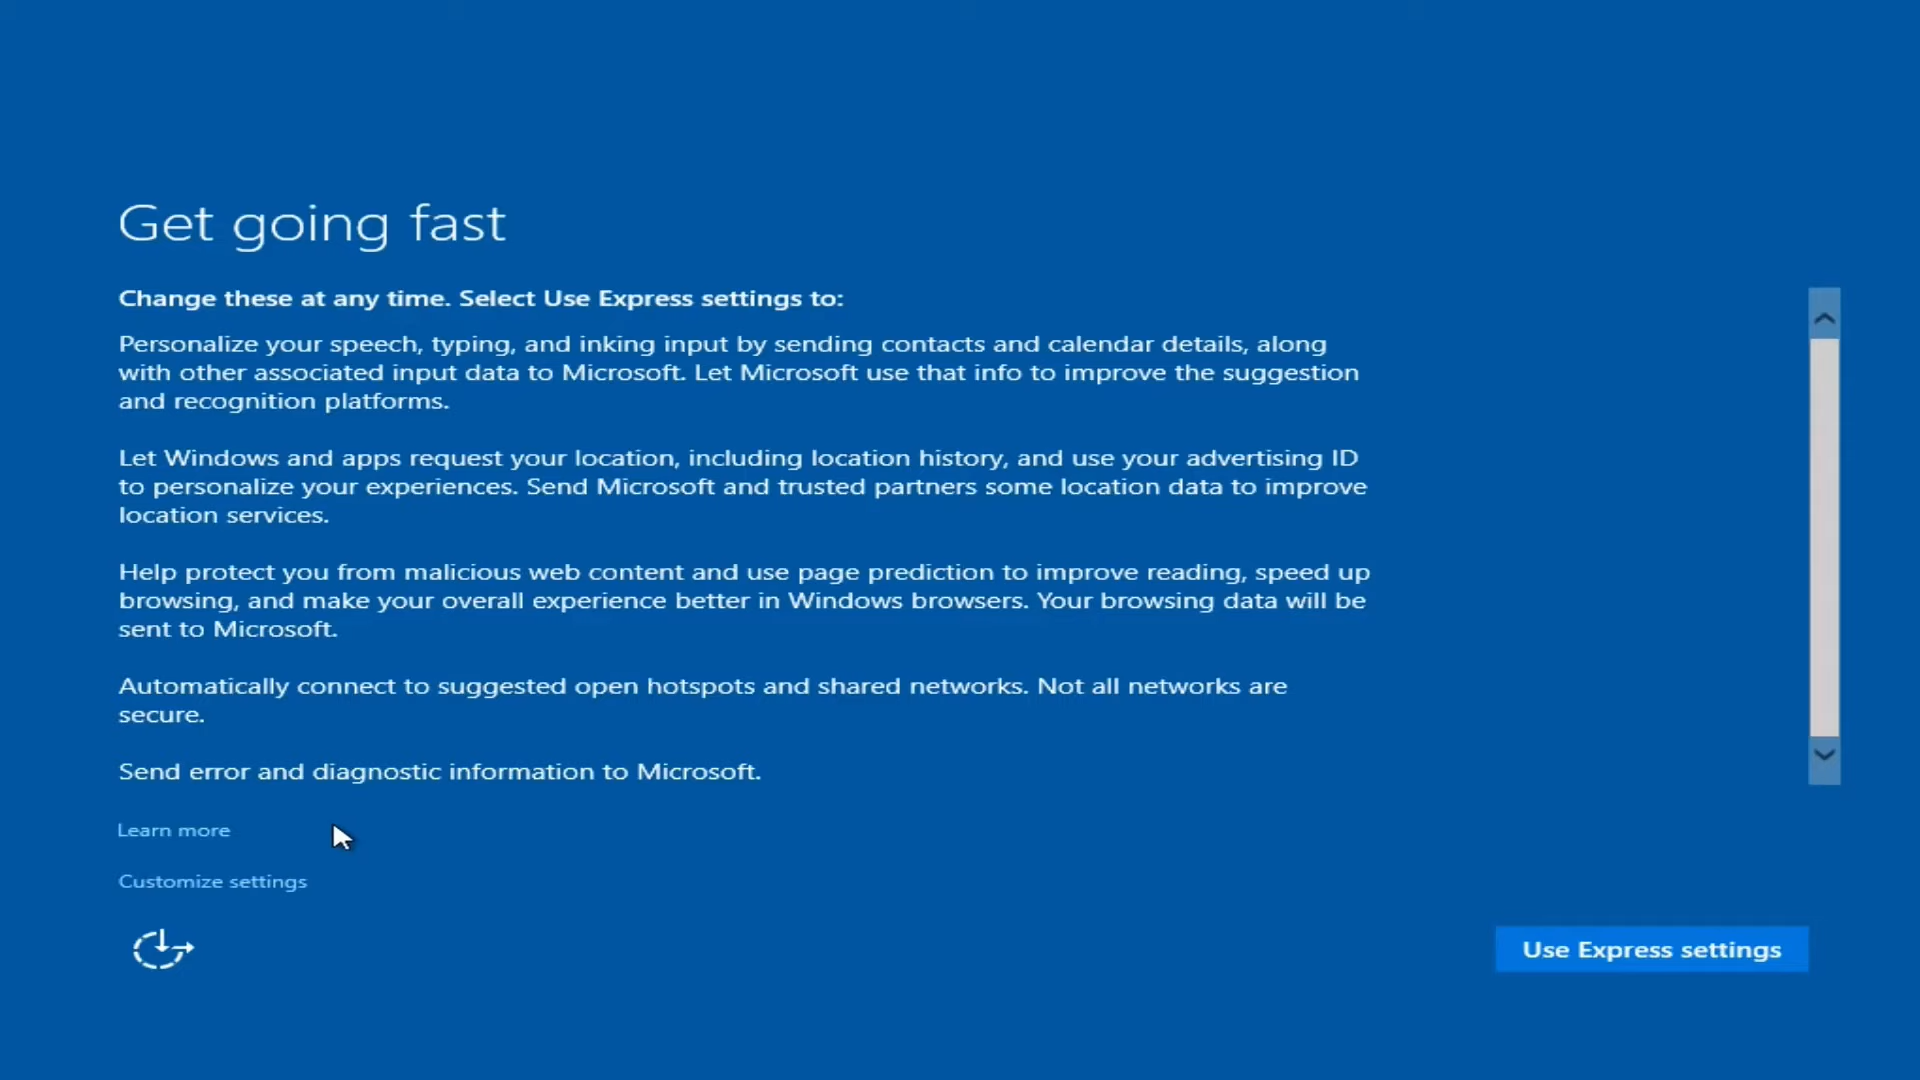 Get going fast
Change these at any time. Select Use Express settings to:
Personalize your speech, typing, and inking input by sending contacts and calendar details, along
with other associated input data to Microsoft. Let Microsoft use that info to improve the suggestion
and recognition platforms.
Let Windows and apps request your location, including location history, and use your advertising ID
to personalize your experiences. Send Microsoft and trusted partners some location data to improve
location services.
Help protect you from malicious web content and use page prediction to improve reading, speed up
browsing, and make your overall experience better in Windows browsers. Your browsing data will be
sent to Microsoft.
Automatically connect to suggested open hotspots and shared networks. Not all networks are
secure.
Send error and diagnostic information to Microsoft.
Learn more
Customize settings
Use Express settings